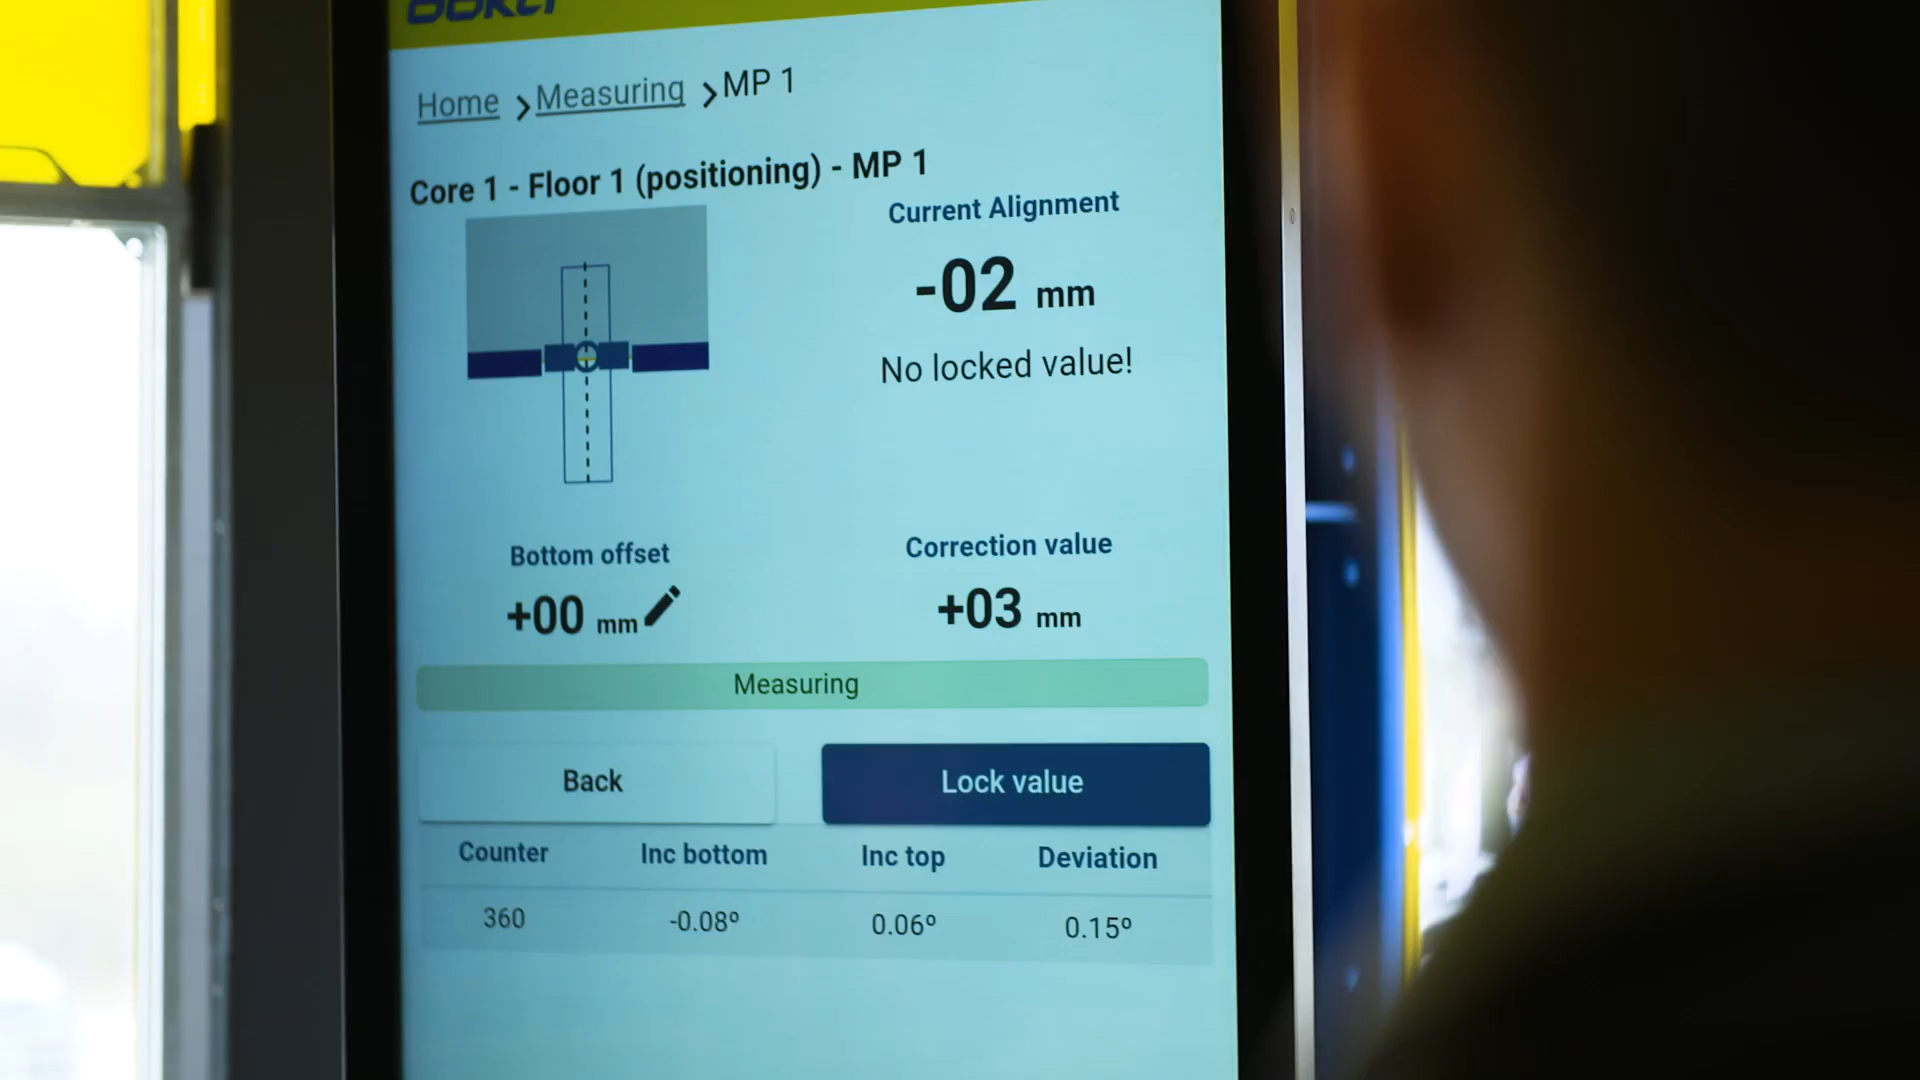 Home > Measuring > MP 1
Core 1 - Floor 1 (positioning) - MP 1
Current Alignment
-02 mm
No locked value!
Bottom offset
+00 mm
Correction value
+03 mm
Measuring
Back
Lock value
Counter Inc bottom Inc top Deviation
360 -0.08º 0.06º 0.15º